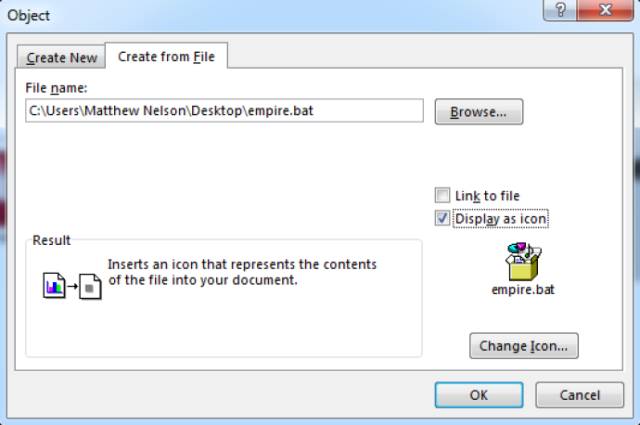 Object
Create New
Create from File
File name:
C:\Users\Matthew Nelson\Desktop\empire.bat
Browse...
Link to file
Display as icon
Result
Inserts an icon that represents the contents
of the file into your document.
empire.bat
Change Icon...
OK
Cancel